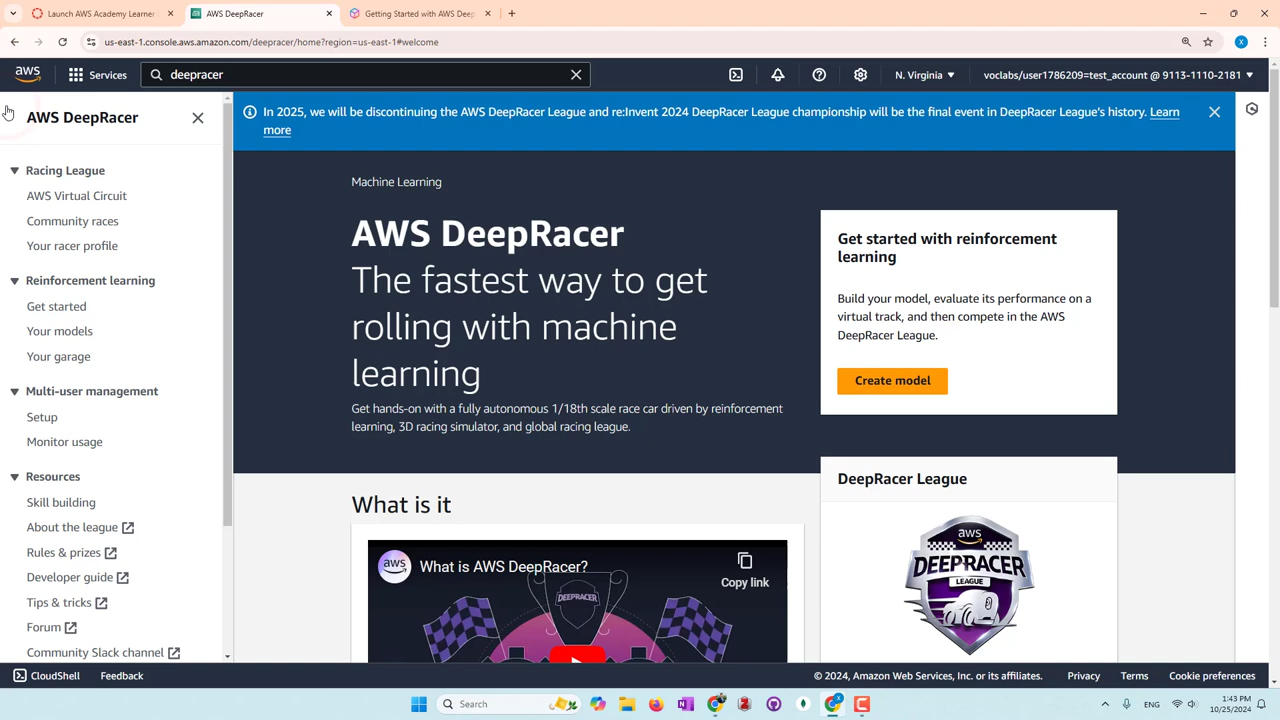 Launch AWS Academy Learner
AWS DeepRacer
Getting Started with AWS Deep
us-east-1.console.aws.amazon.com/deepracer/home?region=us-east-1#welcome
X
aws
Services
deepracer
N. Virginia
voclabs/user1786209=test_account @ 9113-1110-2181
AWS DeepRacer
Racing League
AWS Virtual Circuit
Community races
Your racer profile
Reinforcement learning
Get started
Your models
Your garage
Multi-user management
Setup
Monitor usage
Resources
Skill building
About the league
Rules & prizes
Developer guide
Tips & tricks
Forum
Community Slack channel
In 2025, we will be discontinuing the AWS DeepRacer League and re:Invent 2024 DeepRacer League championship will be the final event in DeepRacer League's history. Learn
more
Machine Learning
AWS DeepRacer
The fastest way to get
rolling with machine
learning
Get hands-on with a fully autonomous 1/18th scale race car driven by reinforcement
learning, 3D racing simulator, and global racing league.
Get started with reinforcement
learning
Build your model, evaluate its performance on a
virtual track, and then compete in the AWS
DeepRacer League.
Create model
What is it
aws
What is AWS DeepRacer?
Copy link
DEEPRACER
DeepRacer League
aws
DEEPRACER
LEAGUE
CloudShell
Feedback
© 2024, Amazon Web Services, Inc. or its affiliates.
Privacy
Terms
Cookie preferences
Search
ENG
1:43 PM
10/25/2024